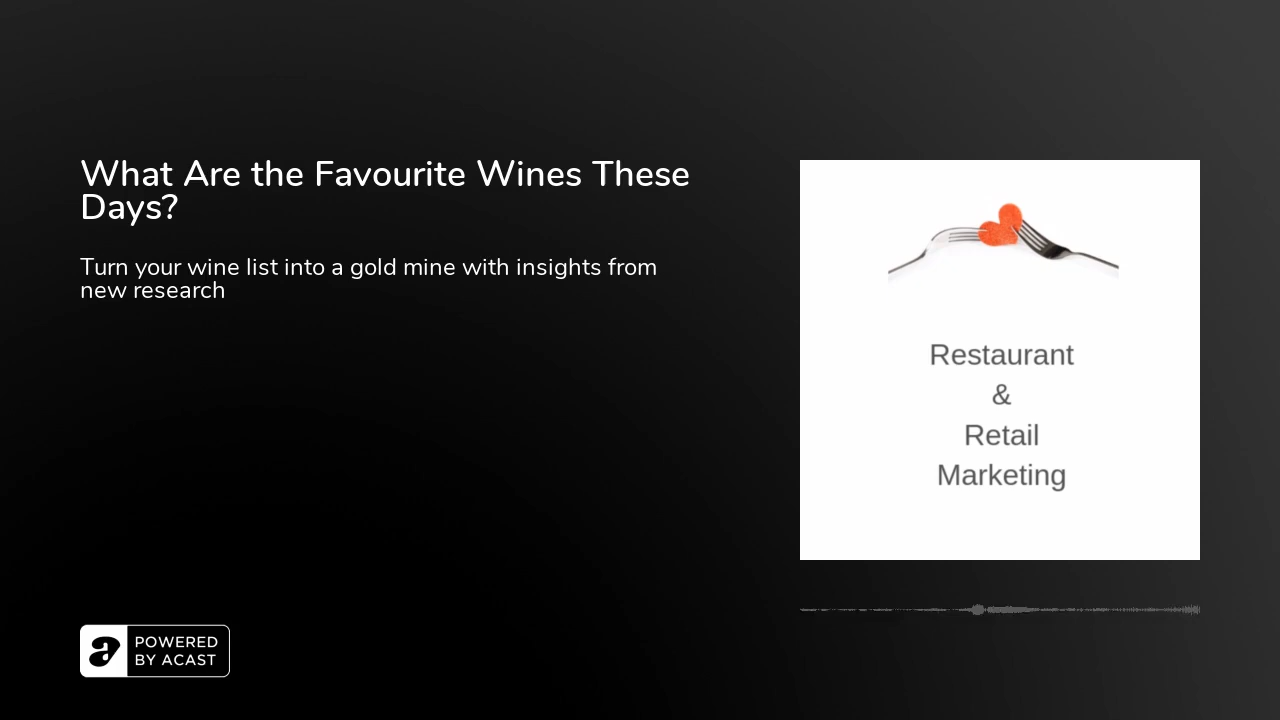 What Are the Favourite Wines These
Days?
Turn your wine list into a gold mine with insights from
new research
Restaurant
&
Retail
Marketing
POWERED
BY ACAST